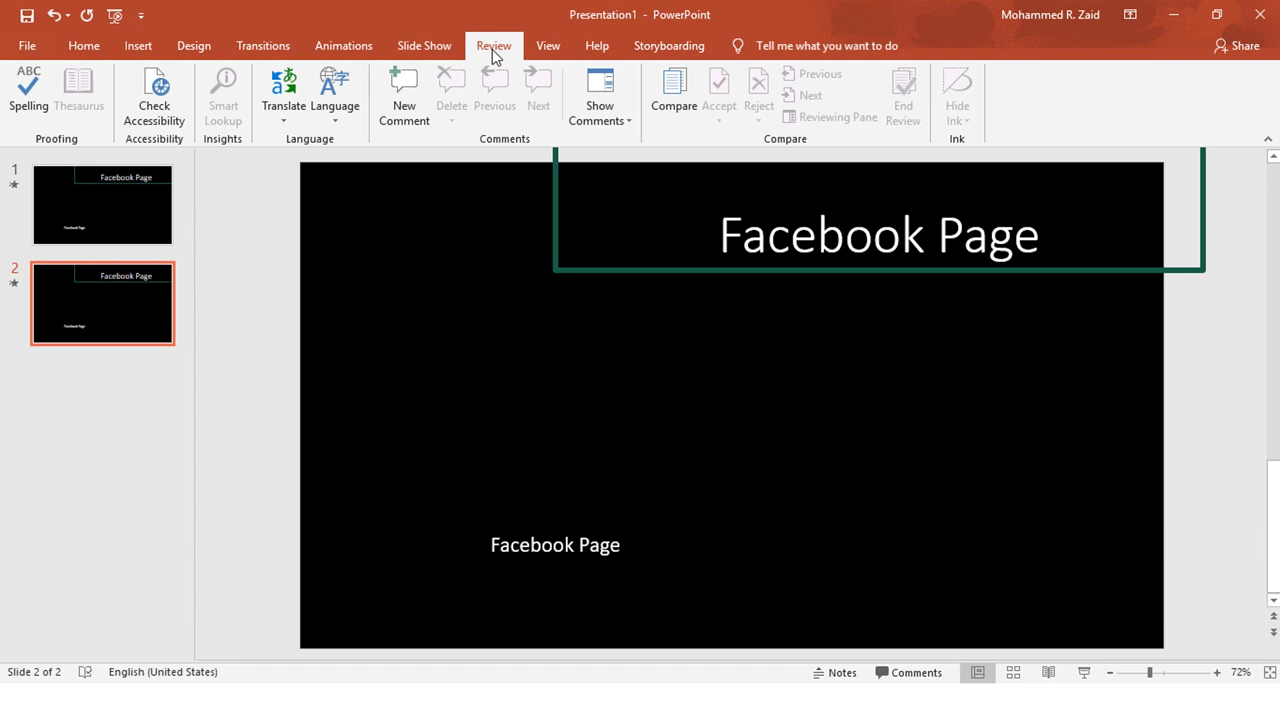 Presentation1 - PowerPoint
Mohammed R. Zaid
File Home Insert Design Transitions Animations Slide Show Review View Help Storyboarding Tell me what you want to do Share
ABC
Spelling
Thesaurus
Proofing
Check Accessibility
Accessibility
Smart Lookup
Insights
Translate
Language
Language
New Comment
Delete
Previous
Next
Show Comments
Comments
Compare
Accept
Reject
Previous
Next
Reviewing Pane
End Review
Compare
Hide Ink
Ink
1
Facebook Page
Facebook Page
2
Facebook Page
Facebook Page
Facebook Page
Facebook Page
Slide 2 of 2 English (United States) Notes Comments 72%